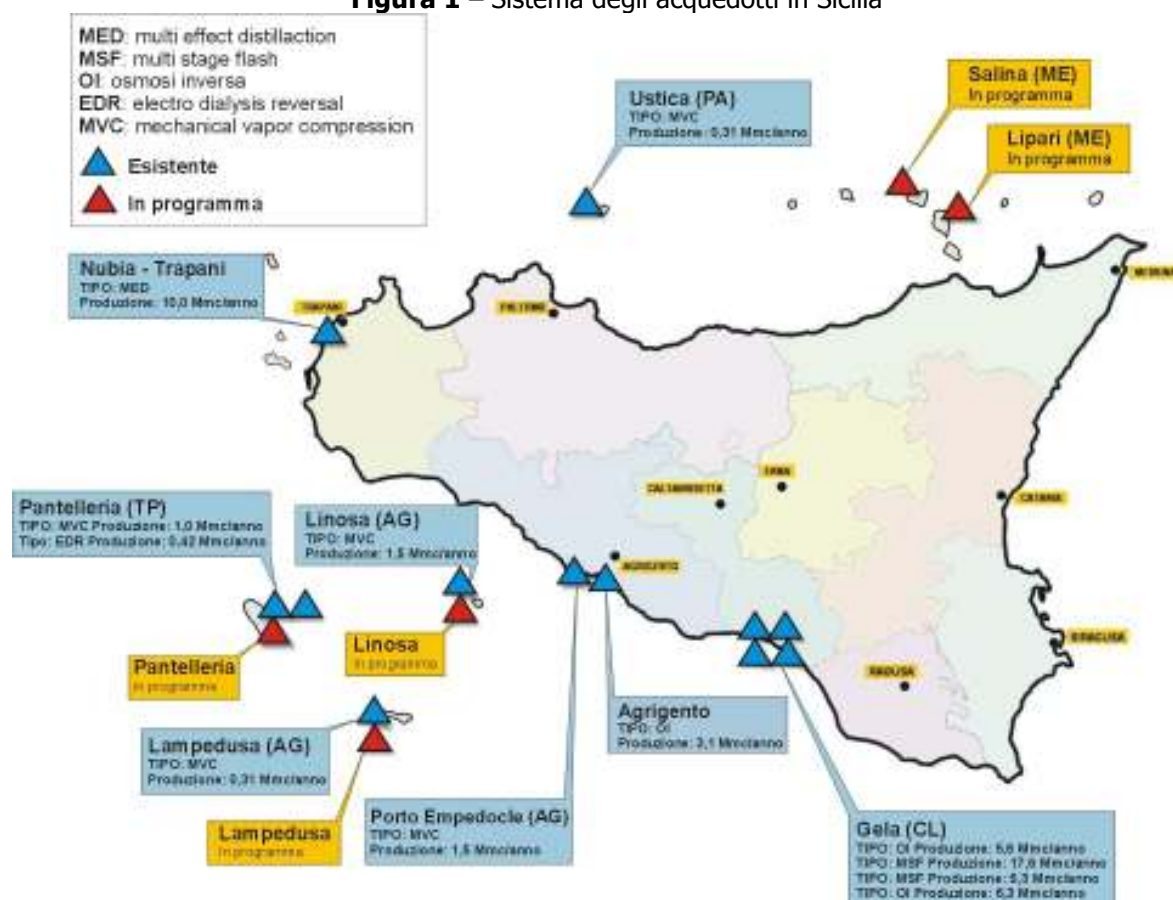 Figura 1 – Sistema degli acquedotti in Sicilia
MED: multi effect distillaction
MSF: multi stage flash
OI: osmosi inversa
EDR: electro dialysis reversal
MVC: mechanical vapor compression
Esistente
In programma
Ustica (PA)
TIPO: MVC
Produzione: 0,31 Mmc/anno
Salina (ME)
In programma
Lipari (ME)
In programma
Nubia - Trapani
TIPO: MED
Produzione: 10,0 Mmc/anno
TRAPANI
PALERMO
MESSINA
ENNA
CALTANISSETTA
CATANIA
Pantelleria (TP)
TIPO: MVC Produzione: 1,0 Mmc/anno
Tipo: EDR Produzione: 0,42 Mmc/anno
Linosa (AG)
TIPO: MVC
Produzione: 1,5 Mmc/anno
AGRIGENTO
SIRACUSA
RAGUSA
Pantelleria
In programma
Linosa
In programma
Agrigento
TIPO: OI
Produzione: 3,1 Mmc/anno
Lampedusa (AG)
TIPO: MVC
Produzione: 0,31 Mmc/anno
Lampedusa
In programma
Porto Empedocle (AG)
TIPO: MVC
Produzione: 1,5 Mmc/anno
Gela (CL)
TIPO: OI Produzione: 5,6 Mmc/anno
TIPO: MSF Produzione: 17,6 Mmc/anno
TIPO: MSF Produzione: 5,3 Mmc/anno
TIPO: OI Produzione: 6,3 Mmc/anno